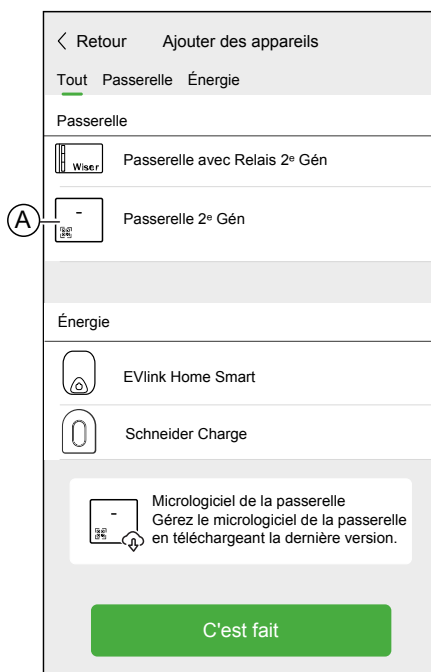 < Retour Ajouter des appareils
Tout Passerelle Énergie
Passerelle
Wiser Passerelle avec Relais 2ᵉ Gén
A Passerelle 2ᵉ Gén
Énergie
EVlink Home Smart
Schneider Charge
Micrologiciel de la passerelle
Gérez le micrologiciel de la passerelle
en téléchargeant la dernière version.
C'est fait